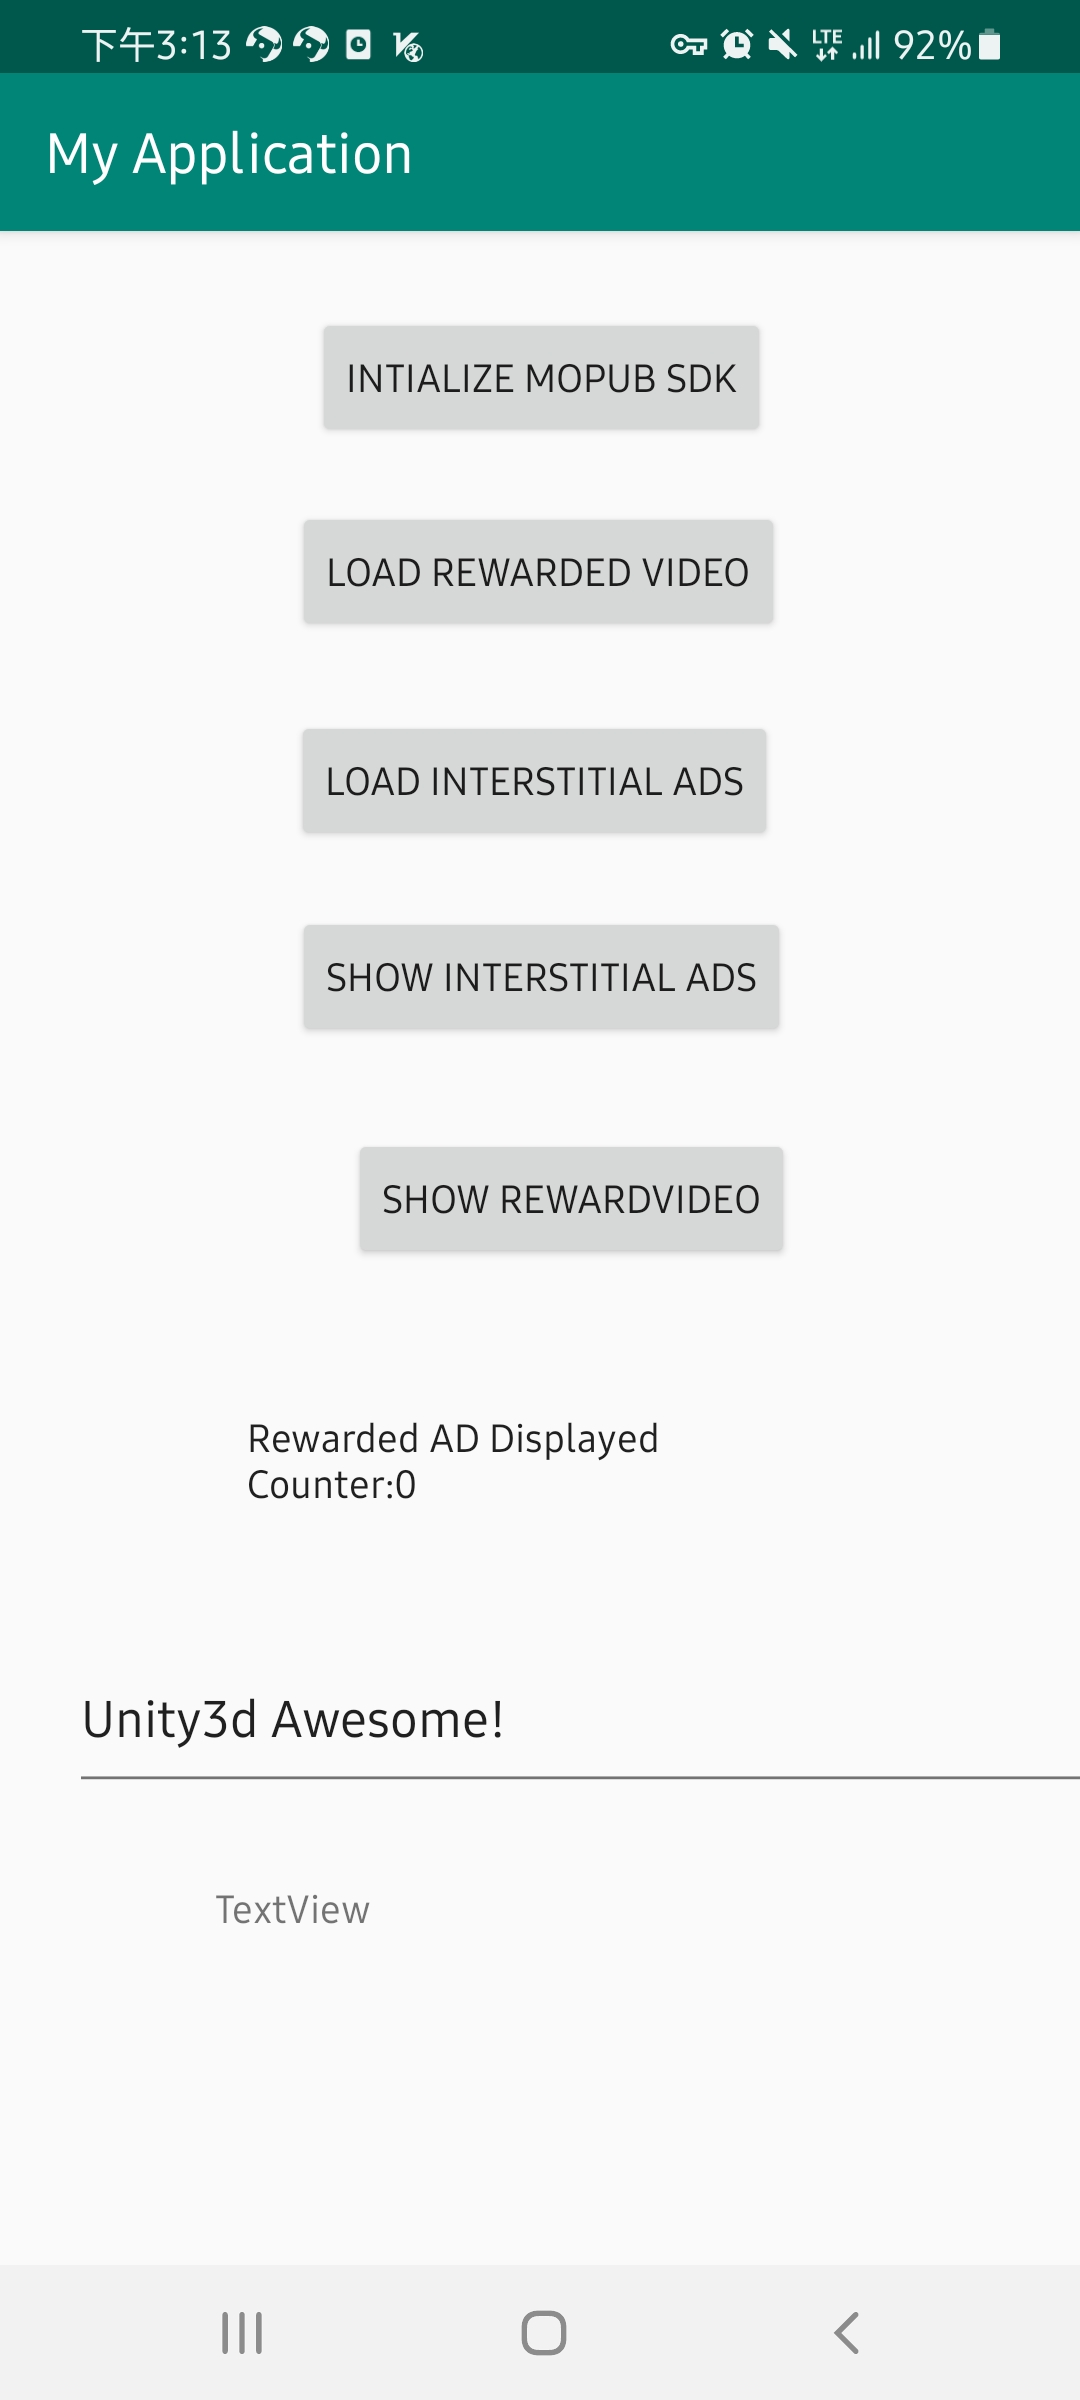 下午3:13 LTE 92%
My Application
INTIALIZE MOPUB SDK
LOAD REWARDED VIDEO
LOAD INTERSTITIAL ADS
SHOW INTERSTITIAL ADS
SHOW REWARDVIDEO
Rewarded AD Displayed
Counter:0
Unity3d Awesome!
TextView